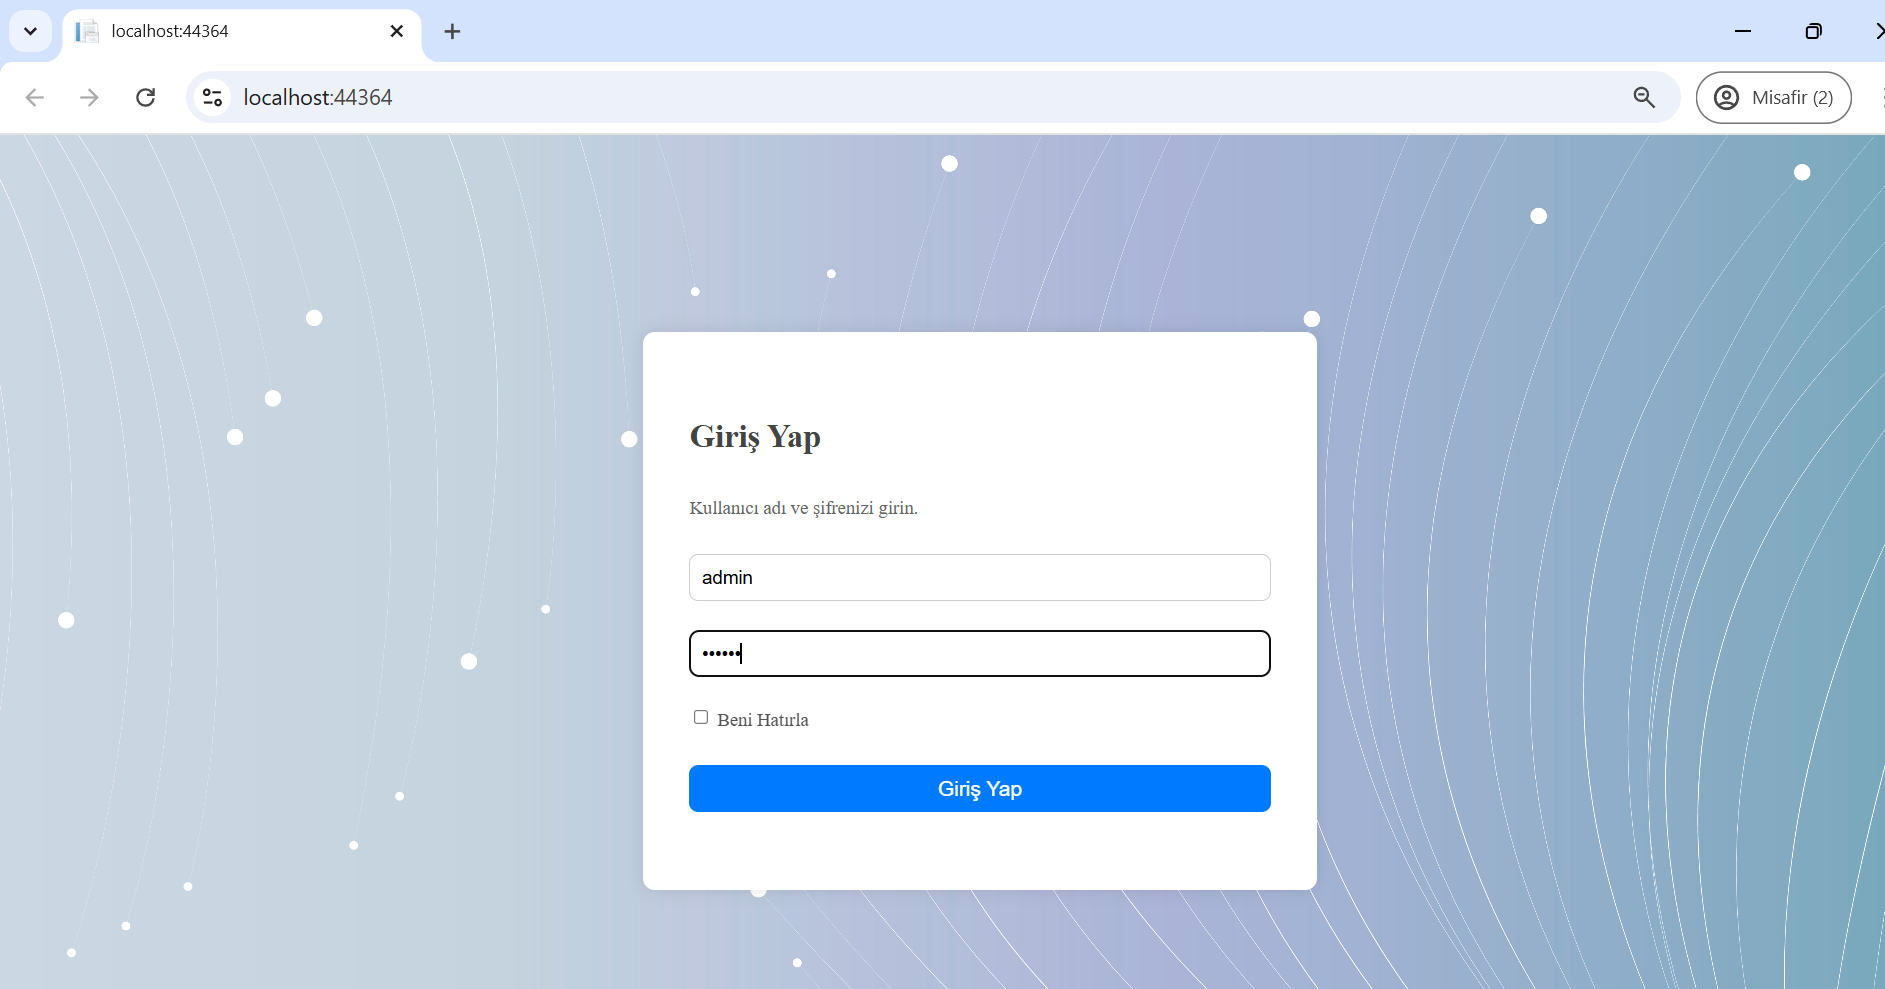 localhost:44364
localhost:44364
Misafir (2)
Giriş Yap
Kullanıcı adı ve şifrenizi girin.
admin
••••••
Beni Hatırla
Giriş Yap